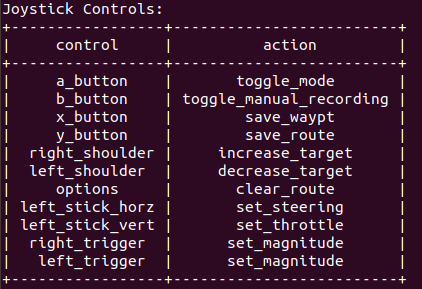 Joystick Controls:
+------------------+--------------------------+
|     control      |          action          |
+------------------+--------------------------+
|     a_button     |       toggle_mode        |
|     b_button     | toggle_manual_recording  |
|     x_button     |        save_waypt        |
|     y_button     |        save_route        |
|  right_shoulder  |     increase_target      |
|  left_shoulder   |     decrease_target      |
|     options      |       clear_route        |
| left_stick_horz  |       set_steering       |
| left_stick_vert  |       set_throttle       |
|  right_trigger   |      set_magnitude       |
|   left_trigger   |      set_magnitude       |
+------------------+--------------------------+